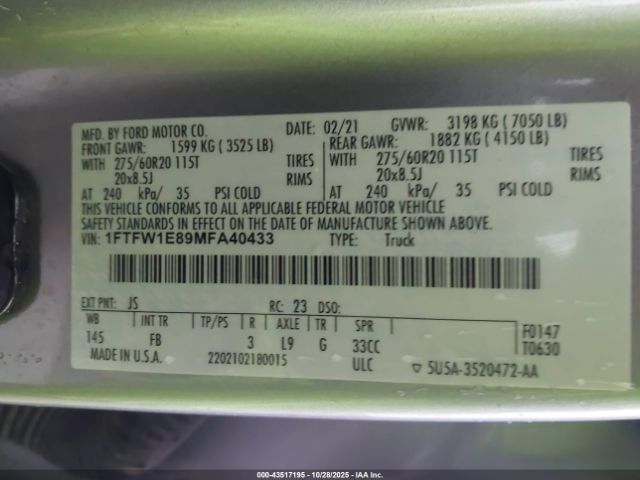 MFD. BY FORD MOTOR CO. DATE: 02/21 GVWR: 3198 KG ( 7050 LB)
FRONT GAWR: 1599 KG ( 3525 LB) REAR GAWR: 1882 KG ( 4150 LB)
WITH 275/60R20 115T TIRES WITH 275/60R20 115T TIRES
20x8.5J RIMS 20x8.5J RIMS
AT 240 kPa/ 35 PSI COLD AT 240 kPa/ 35 PSI COLD
THIS VEHICLE CONFORMS TO ALL APPLICABLE FEDERAL MOTOR VEHICLE
SAFETY STANDARDS IN EFFECT ON THE DATE OF MANUFACTURE SHOWN ABOVE.
VIN: 1FTFW1E89MFA40433 TYPE: Truck
EXT PNT: JS RC: 23 DSO:
WB INT TR TP/PS R AXLE TR SPR F0147
145 FB 3 L9 G 33CC T0630
MADE IN U.S.A. 2202102180015 ULC ▽ 5U5A-3520472-AA
000-43517195 - 10/28/2025 - IAAI, Inc.